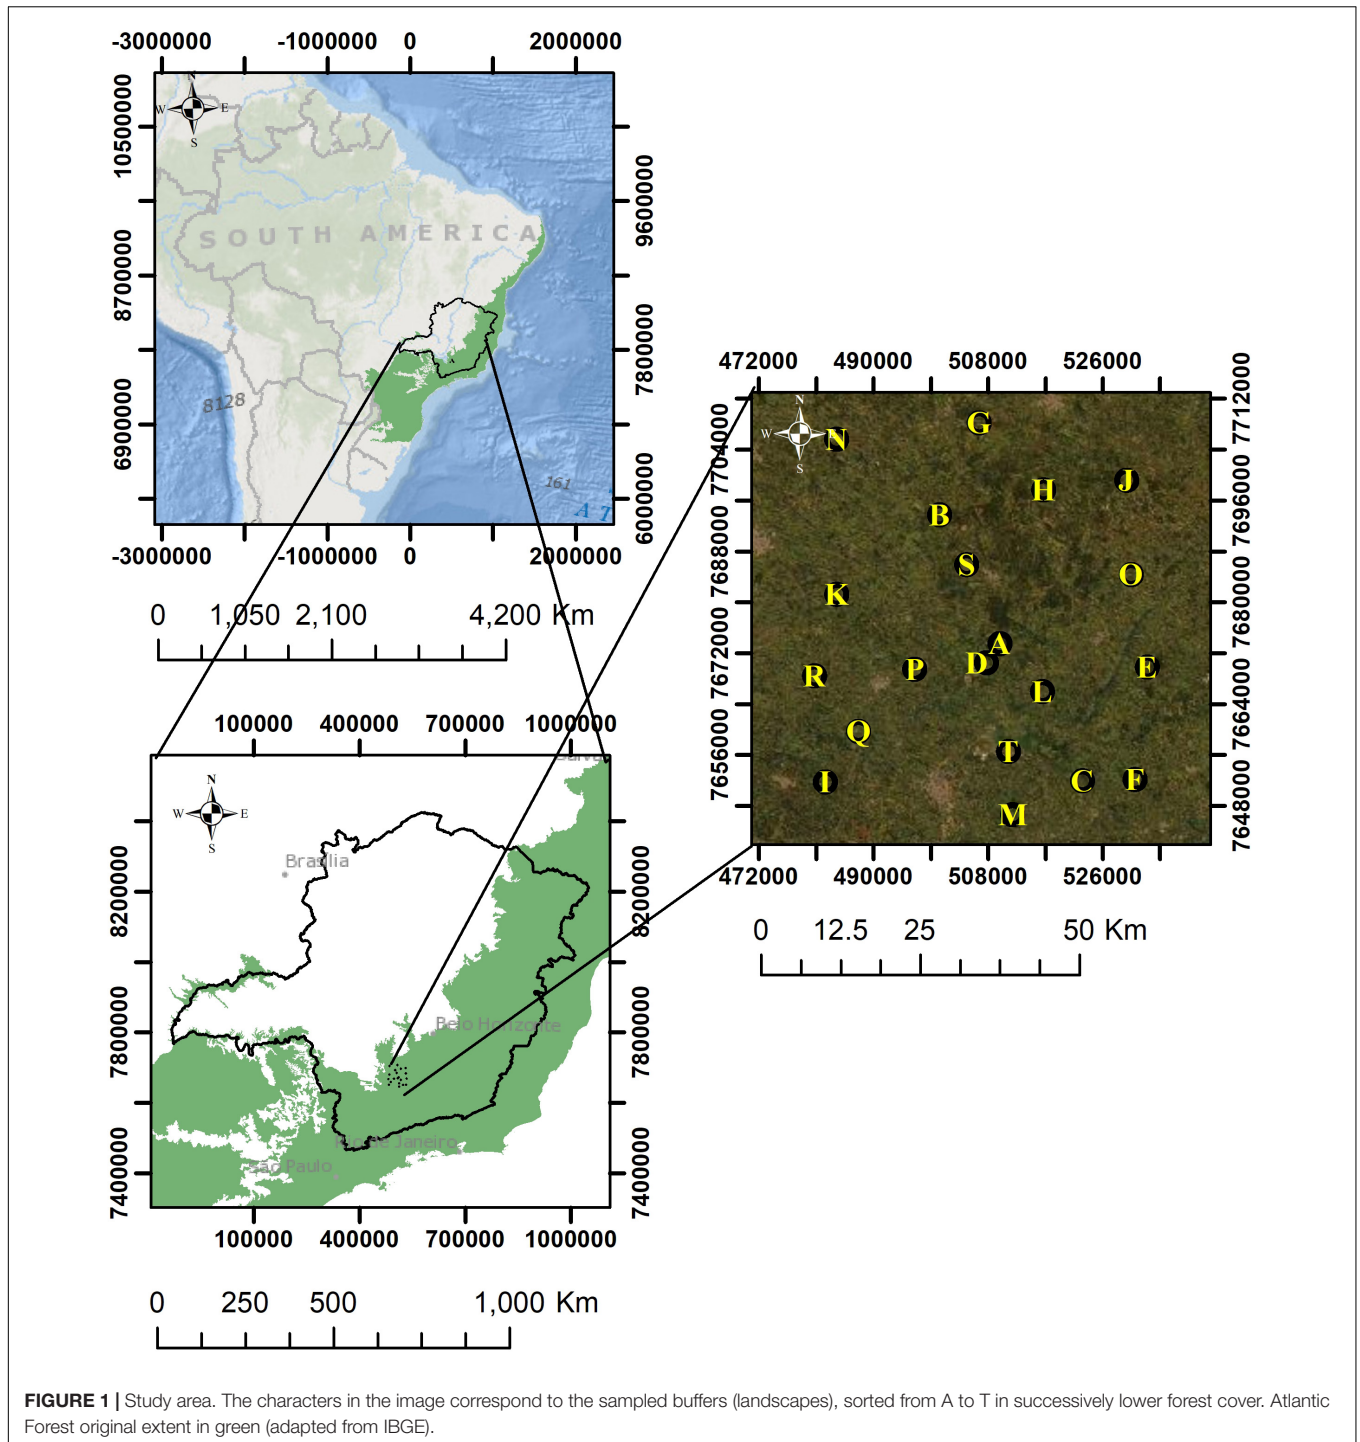 -3000000 -1000000 0 2000000
N
W E
S
10500000
9600000
SOUTH AMERICA
8700000
7800000
8128
6900000
161
A T
6000000
-3000000 -1000000 0 2000000
0 1,050 2,100 4,200 Km
472000 490000 508000 526000
7712000
N
W
S
G
N
7704000
J
H
7696000
B
7688000
S
O
K
7680000
A
7672000
D
P
E
R
L
7664000
Q
T
7656000
I
C
F
M
7648000
472000 490000 508000 526000
0 12.5 25 50 Km
100000 400000 700000 1000000
N
W E
S
Brasília
8200000 8200000
Belo Horizonte
7800000 7800000
Rio de Janeiro
São Paulo
7400000 7400000
100000 400000 700000 1000000
0 250 500 1,000 Km
FIGURE 1 | Study area. The characters in the image correspond to the sampled buffers (landscapes), sorted from A to T in successively lower forest cover. Atlantic
Forest original extent in green (adapted from IBGE).